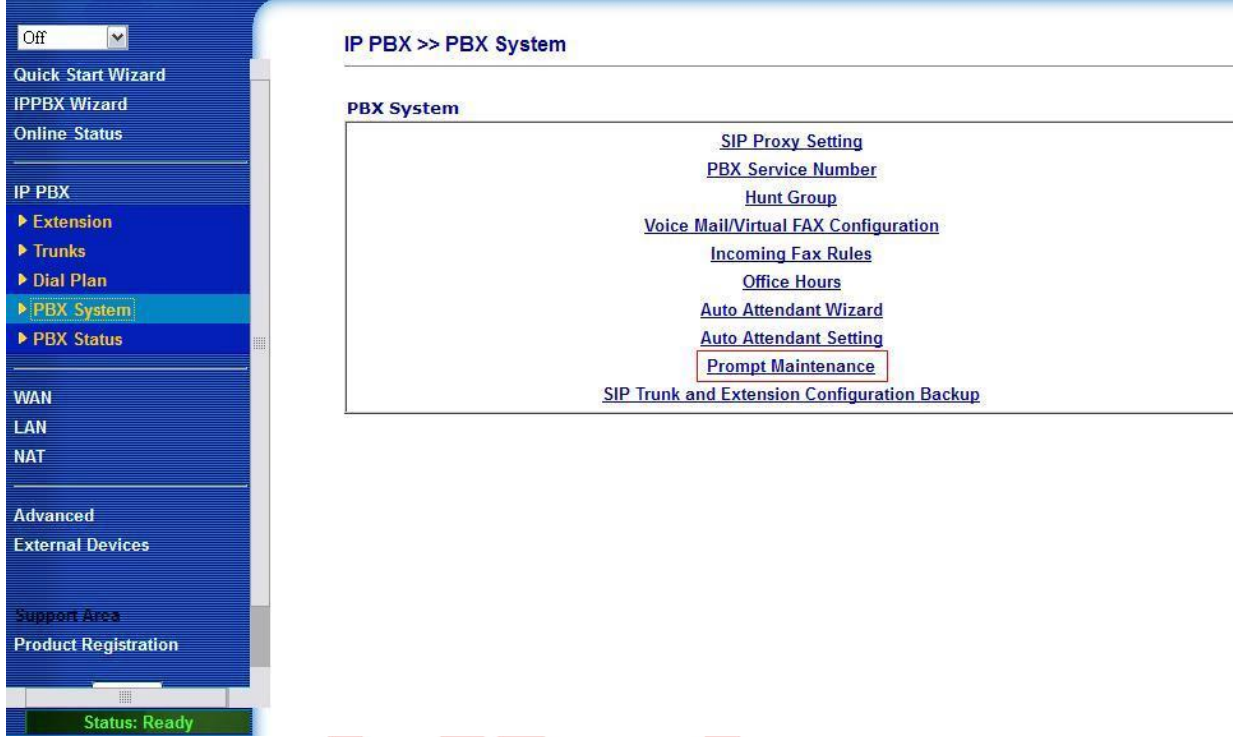 Off
Quick Start Wizard
IPPBX Wizard
Online Status
IP PBX
Extension
Trunks
Dial Plan
PBX System
PBX Status
WAN
LAN
NAT
Advanced
External Devices
Support Area
Product Registration
Status: Ready
IP PBX >> PBX System
PBX System
SIP Proxy Setting
PBX Service Number
Hunt Group
Voice Mail/Virtual FAX Configuration
Incoming Fax Rules
Office Hours
Auto Attendant Wizard
Auto Attendant Setting
Prompt Maintenance
SIP Trunk and Extension Configuration Backup